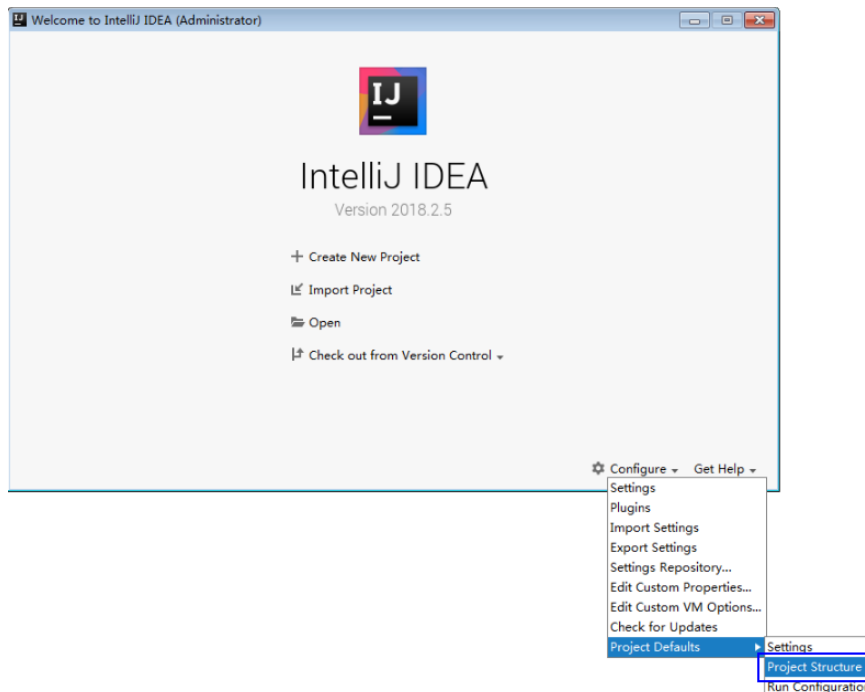 Welcome to IntelliJ IDEA (Administrator)
IJ
IntelliJ IDEA
Version 2018.2.5
Create New Project
Import Project
Open
Check out from Version Control
Configure Get Help
Settings
Plugins
Import Settings
Export Settings
Settings Repository...
Edit Custom Properties...
Edit Custom VM Options...
Check for Updates
Project Defaults Settings
Project Structure
Run Configuration